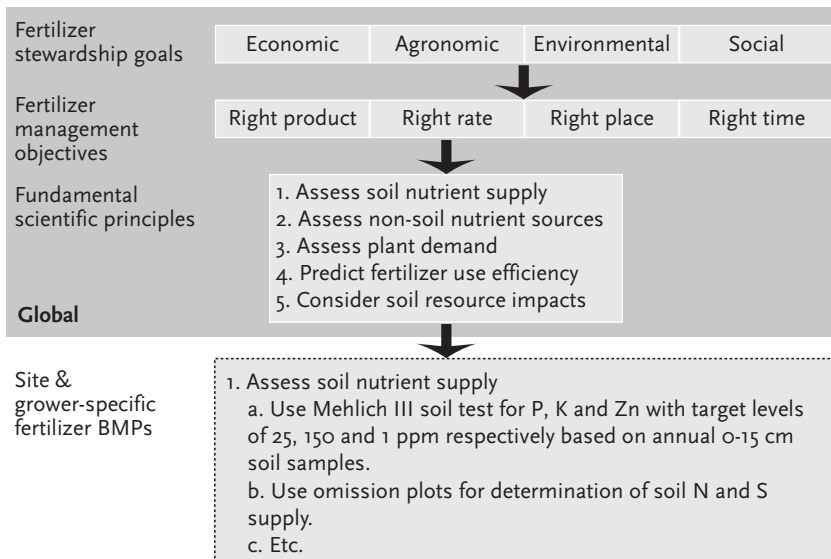 Fertilizer
stewardship goals
Economic
Agronomic
Environmental
Social
Fertilizer
management
objectives
Right product
Right rate
Right place
Right time
Fundamental
scientific principles
1. Assess soil nutrient supply
2. Assess non-soil nutrient sources
3. Assess plant demand
4. Predict fertilizer use efficiency
5. Consider soil resource impacts
Global
Site &
grower-specific
fertilizer BMPs
1. Assess soil nutrient supply
a. Use Mehlich III soil test for P, K and Zn with target levels
of 25, 150 and 1 ppm respectively based on annual 0-15 cm
soil samples.
b. Use omission plots for determination of soil N and S
supply.
c. Etc.